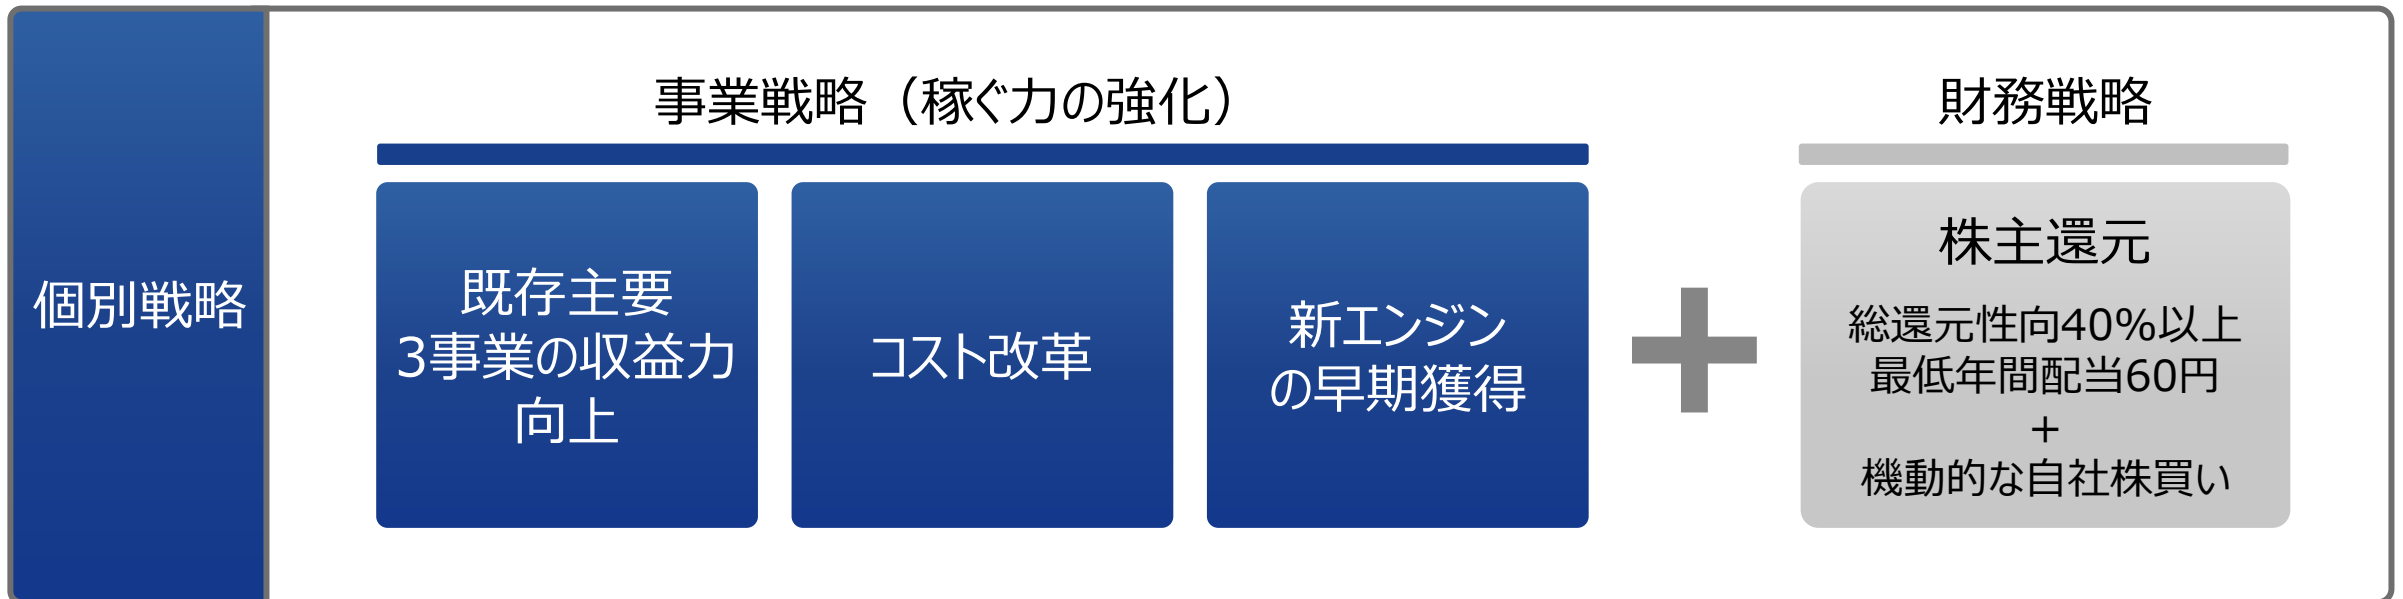 個別戦略
事業戦略（稼ぐ力の強化）
既存主要
3事業の収益力
向上
コスト改革
新エンジン
の早期獲得
+
財務戦略
株主還元
総還元性向40%以上
最低年間配当60円
+
機動的な自社株買い